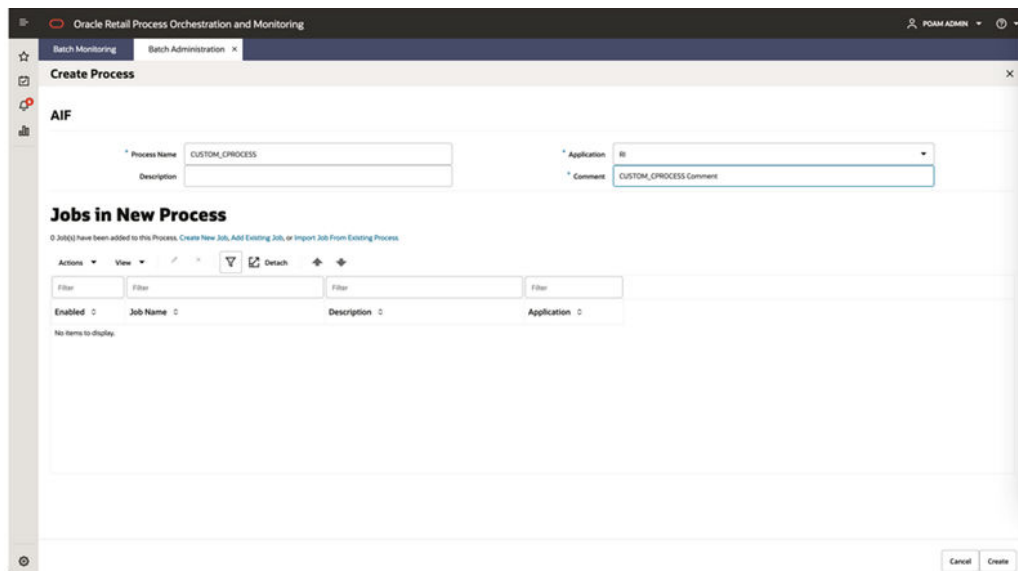 Oracle Retail Process Orchestration and Monitoring
POAM ADMIN
Batch Monitoring
Batch Administration ×
Create Process
AIF
* Process Name CUSTOM_CPROCESS
* Application RI
Description
* Comment CUSTOM_CPROCESS Comment
Jobs in New Process
0 Job(s) have been added to this Process. Create New Job, Add Existing Job, or Import Job From Existing Process
Actions View Detach
Filter Filter Filter Filter
Enabled Job Name Description Application
No items to display.
Cancel Create